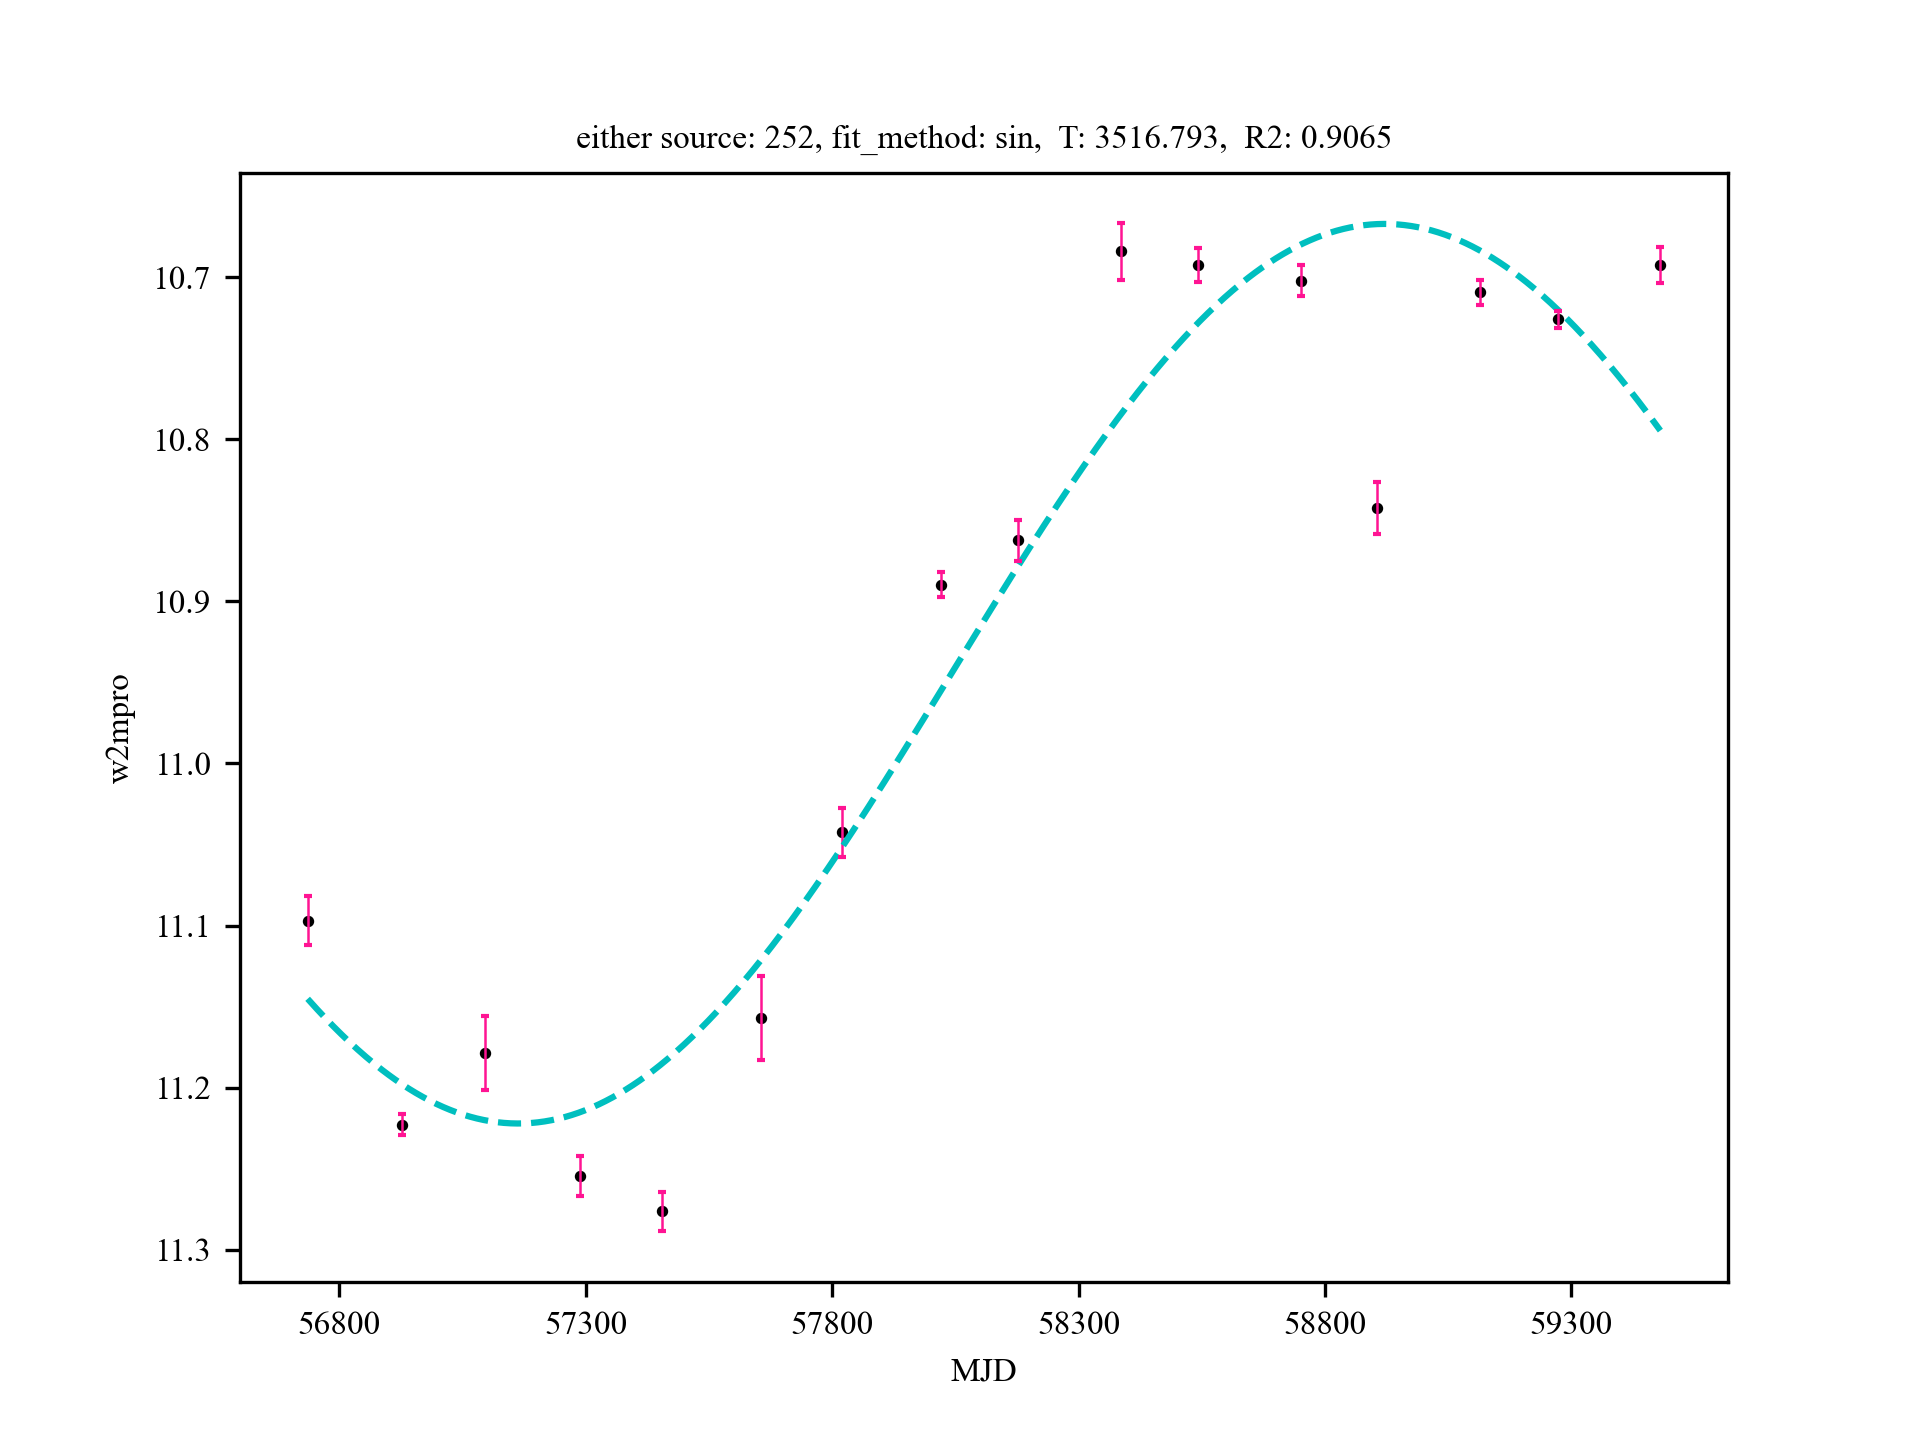 either source: 252, fit_method: sin,  T: 3516.793,  R2: 0.9065
10.7
10.8
10.9
11.0
11.1
11.2
11.3
w2mpro
56800 57300 57800 58300 58800 59300
MJD